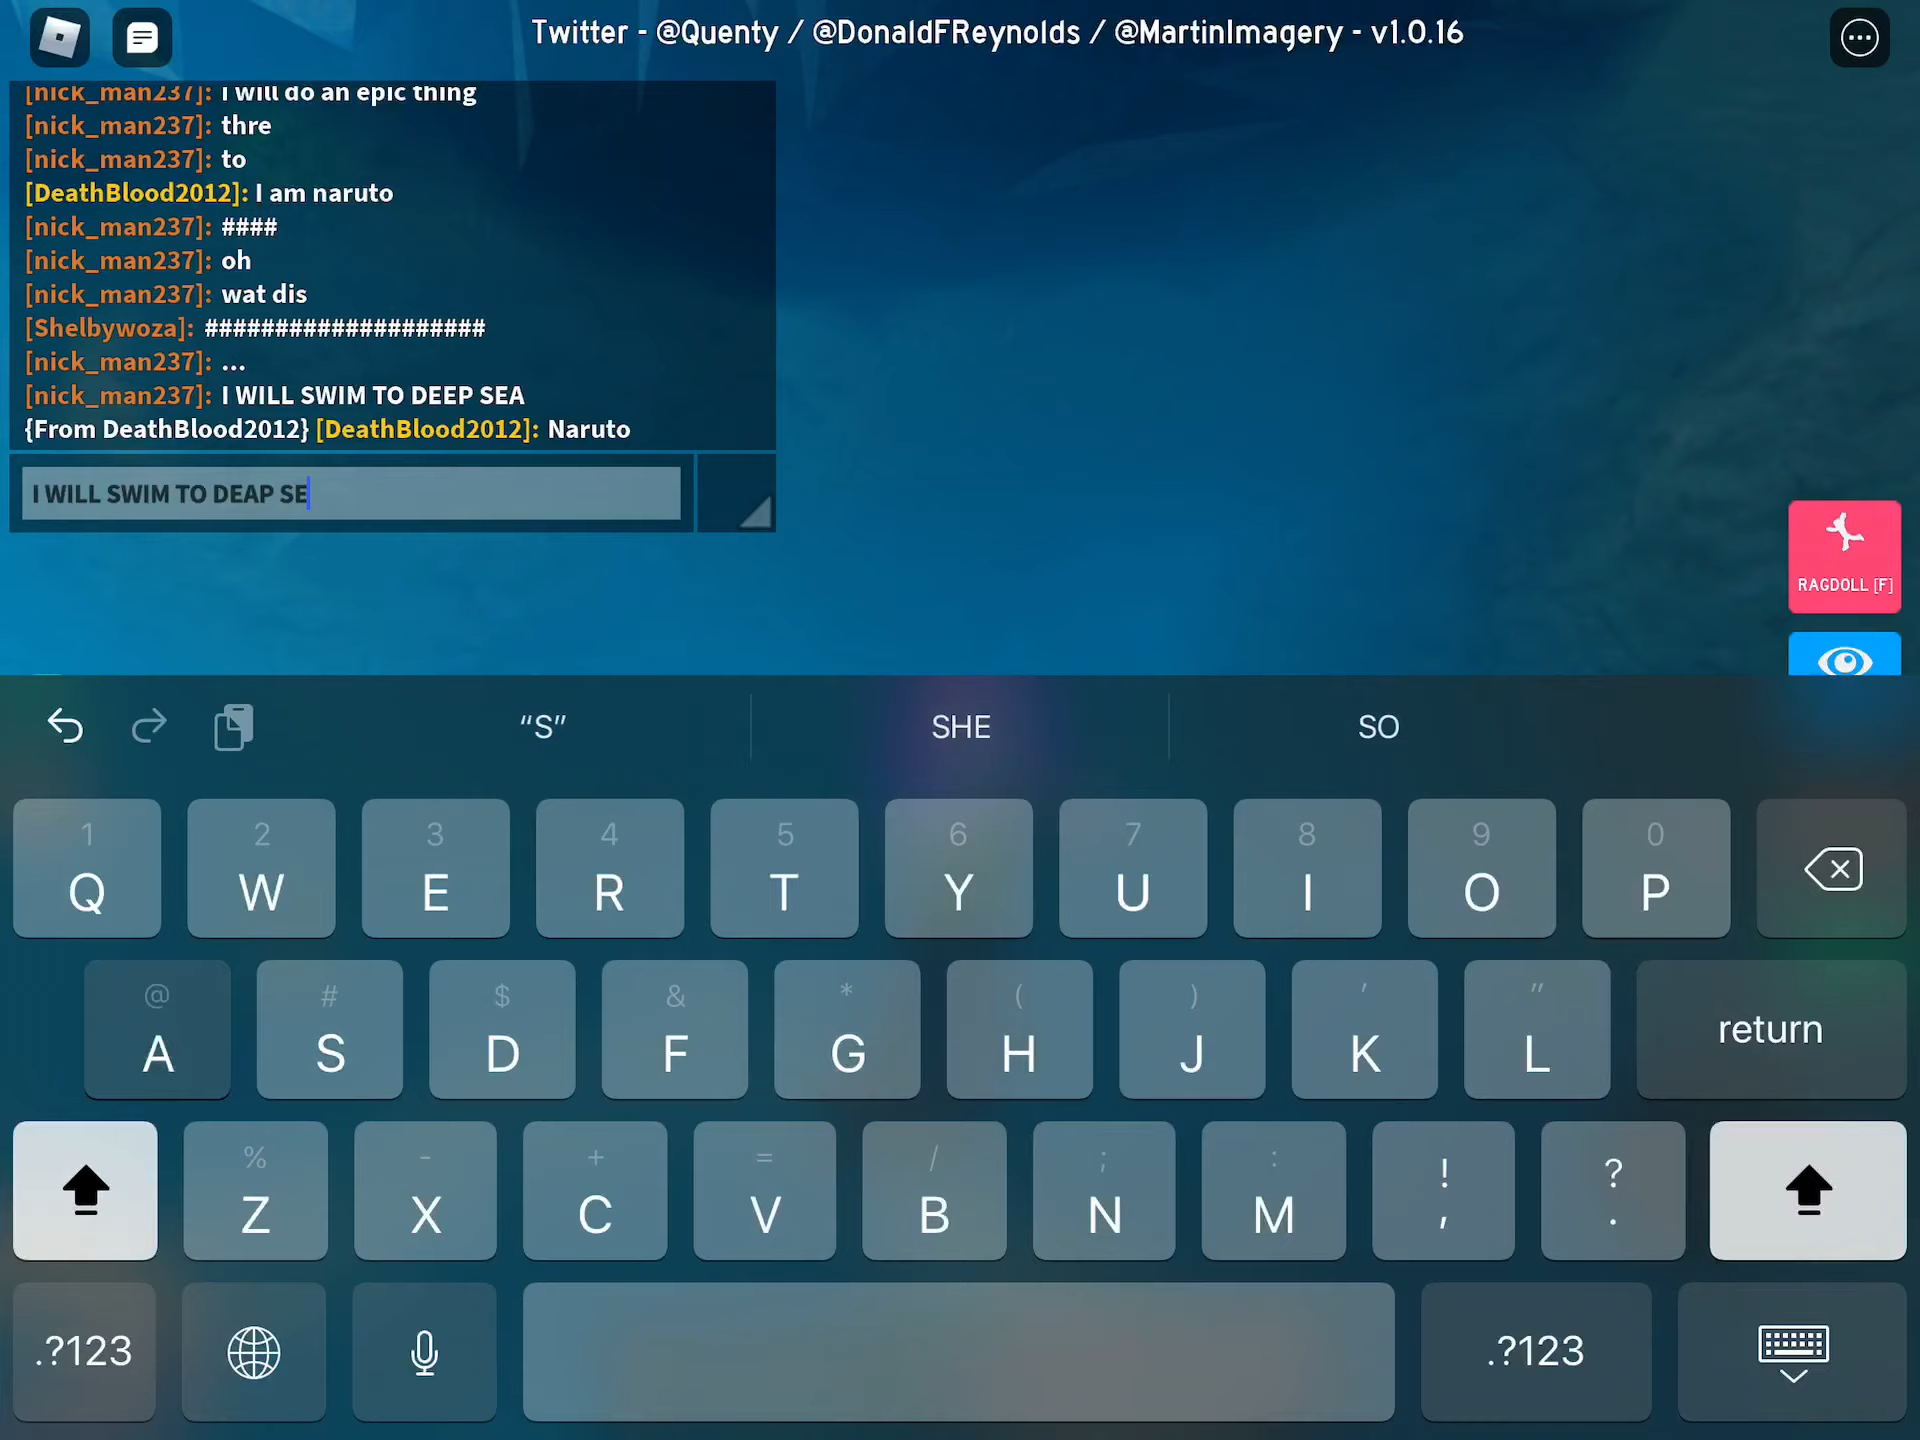 Twitter - @Quenty / @DonaldFReynolds / @MartinImagery - v1.0.16
[nick_man237]: I will do an epic thing
[nick_man237]: thre
[nick_man237]: to
[DeathBlood2012]: I am naruto
[nick_man237]: ####
[nick_man237]: oh
[nick_man237]: wat dis
[Shelbywoza]: ####################
[nick_man237]: ...
[nick_man237]: I WILL SWIM TO DEEP SEA
{From DeathBlood2012} [DeathBlood2012]: Naruto
I WILL SWIM TO DEAP SE
RAGDOLL [F]
“S” SHE SO
1 2 3 4 5 6 7 8 9 0
Q W E R T Y U I O P
@ # $ & * ( ) ' "
A S D F G H J K L return
% - + = / ; : ! ?
Z X C V B N M , .
.?123 .?123